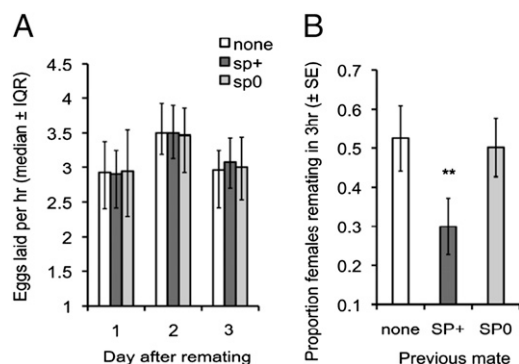 A
Eggs laid per hr (median ± IQR)
4.5
4
3.5
3
2.5
2
1.5
1
none
sp+
sp0
1 2 3
Day after remating
B
Proportion females remating in 3hr (± SE)
0.7
0.6
0.5
0.4
0.3
0.2
0.1
**
none SP+ SP0
Previous mate